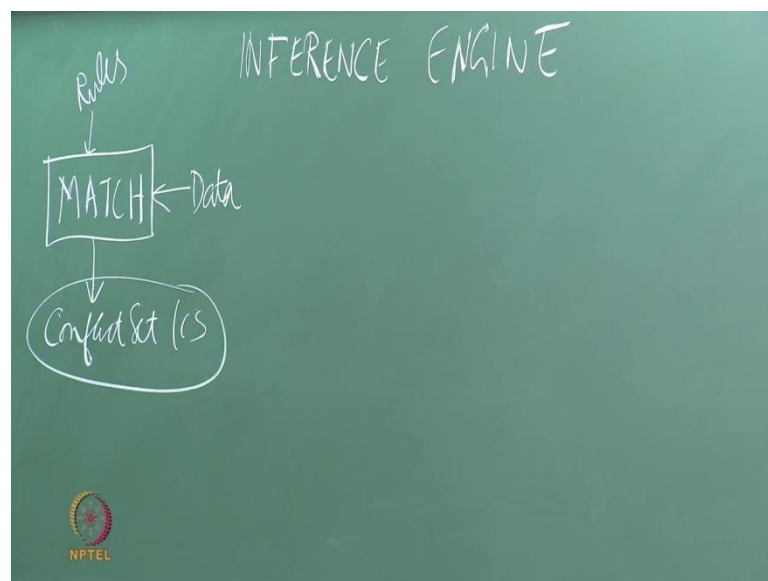 INFERENCE ENGINE
Rules
MATCH
Data
Conflict Set / CS
NPTEL